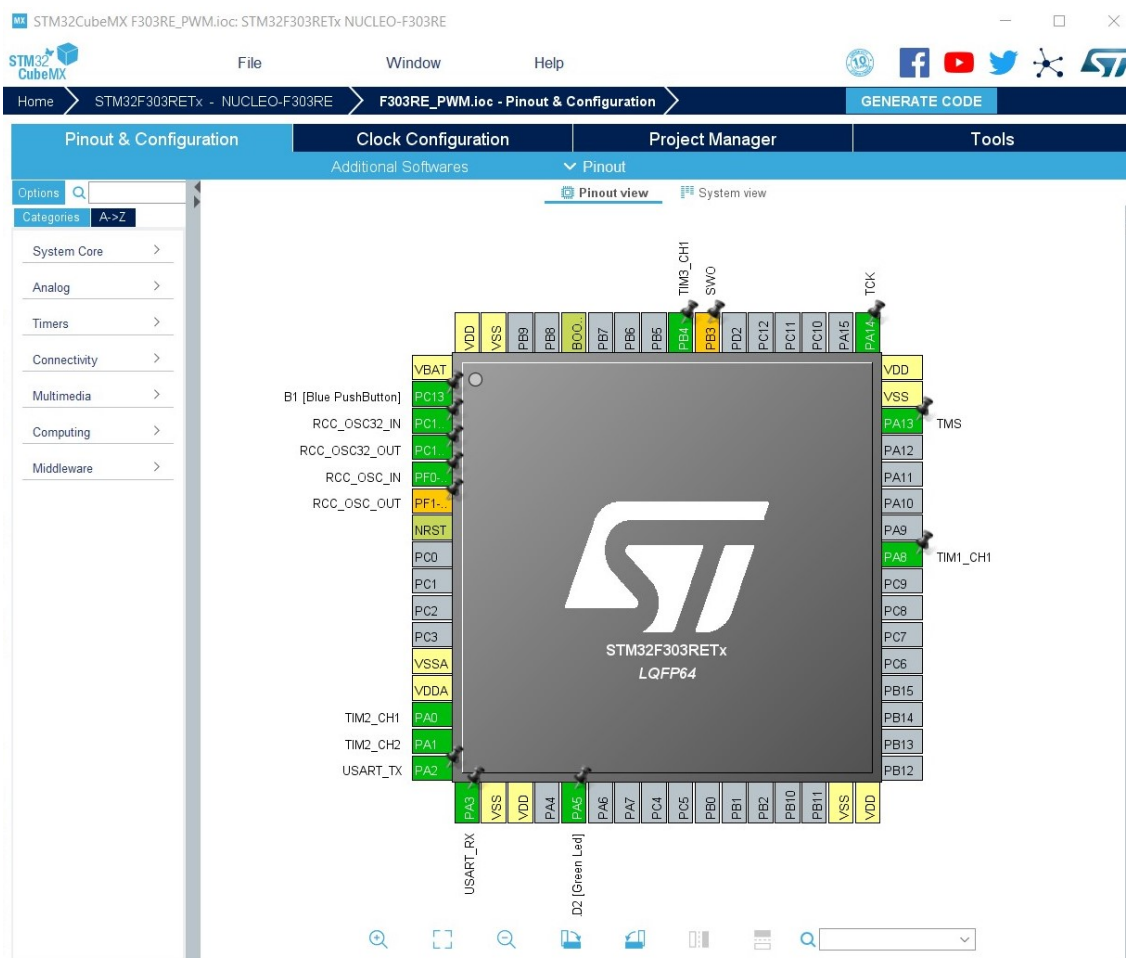 MX STM32CubeMX F303RE_PWM.ioc: STM32F303RETx NUCLEO-F303RE
STM32 CubeMX
File Window Help
10
ST
Home STM32F303RETx - NUCLEO-F303RE F303RE_PWM.ioc - Pinout & Configuration GENERATE CODE
Pinout & Configuration Clock Configuration Project Manager Tools
Additional Softwares Pinout
Options
Pinout view System view
Categories A->Z
System Core
Analog
Timers
Connectivity
Multimedia
Computing
Middleware
TIM3_CH1
SWO
TCK
VDD
VSS
PB9
PB8
BOO..
PB7
PB6
PB5
PB4
PB3
PD2
PC12
PC11
PC10
PA15
PA14
VBAT
B1 [Blue PushButton] PC13
RCC_OSC32_IN PC1..
RCC_OSC32_OUT PC1..
RCC_OSC_IN PF0-..
RCC_OSC_OUT PF1-..
NRST
PC0
PC1
PC2
PC3
VSSA
VDDA
TIM2_CH1 PA0
TIM2_CH2 PA1
USART_TX PA2
ST
STM32F303RETx
LQFP64
VDD
VSS
PA13 TMS
PA12
PA11
PA10
PA9
PA8 TIM1_CH1
PC9
PC8
PC7
PC6
PB15
PB14
PB13
PB12
PA3
VSS
VDD
PA4
PA5
PA6
PA7
PC4
PC5
PB0
PB1
PB2
PB10
PB11
VSS
VDD
USART_RX
.D2 [Green Led]